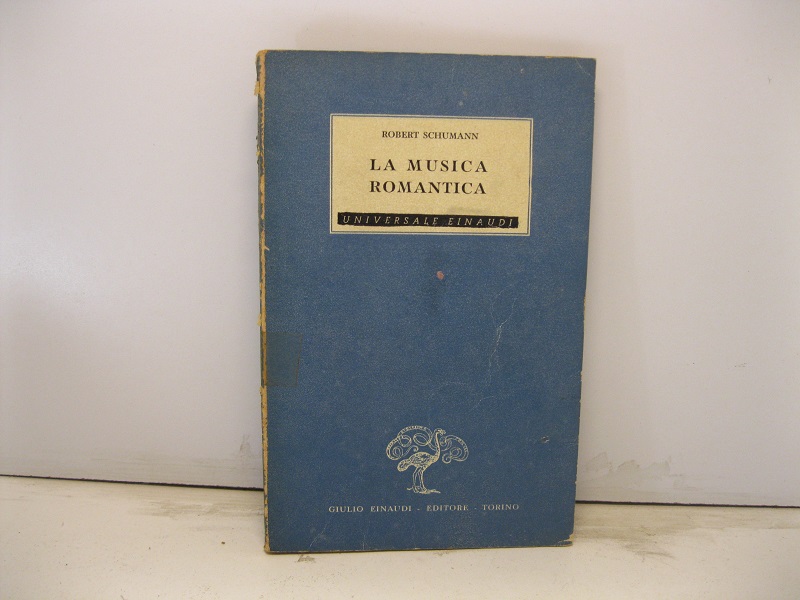 ROBERT SCHUMANN
LA MUSICA
ROMANTICA
UNIVERSALE EINAUDI
GIULIO EINAUDI - EDITORE - TORINO